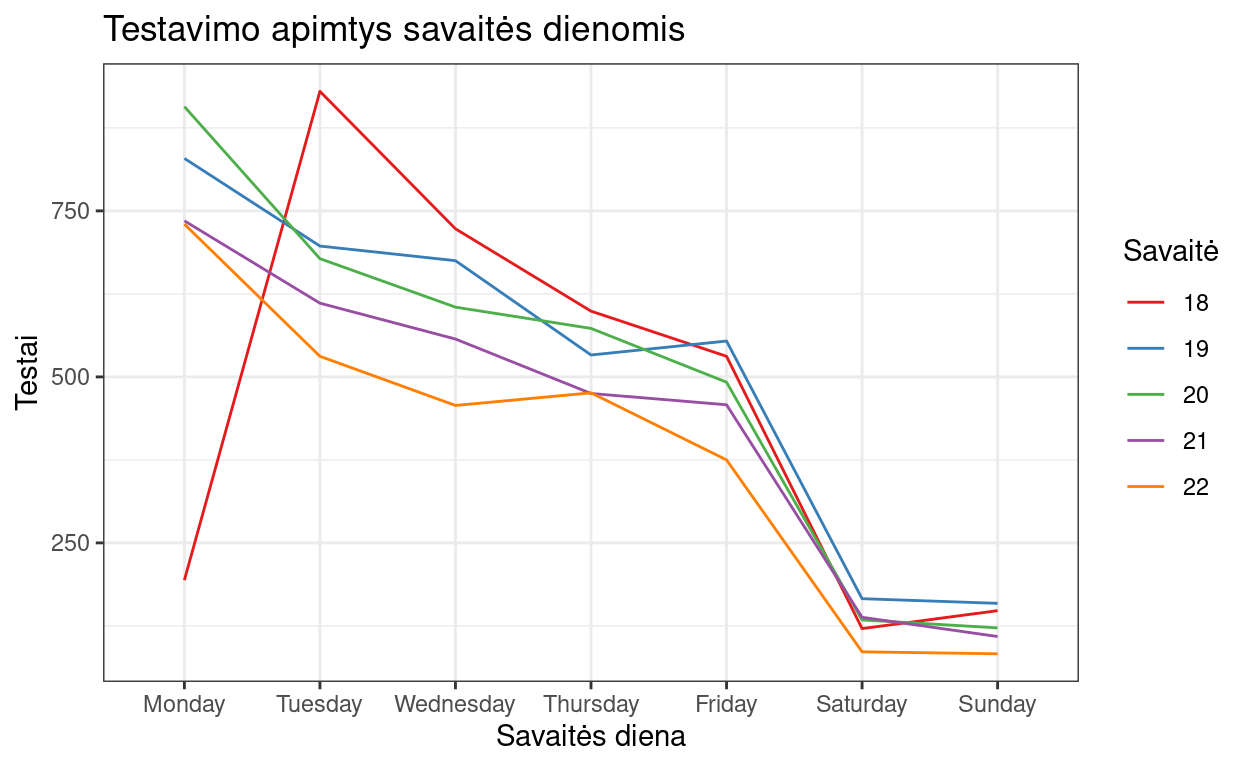 Testavimo apimtys savaitės dienomis
Testai
750
500
250
Monday Tuesday Wednesday Thursday Friday Saturday Sunday
Savaitės diena
Savaitė
18
19
20
21
22